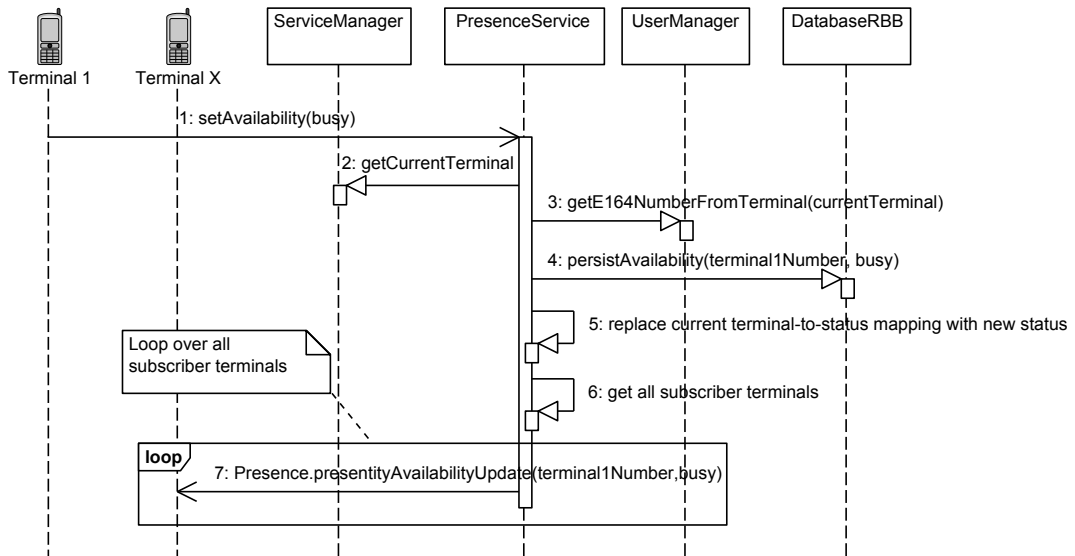 ServiceManager
PresenceService
UserManager
DatabaseRBB
Terminal 1
Terminal X
1: setAvailability(busy)
2: getCurrentTerminal
3: getE164NumberFromTerminal(currentTerminal)
4: persistAvailability(terminal1Number, busy)
5: replace current terminal-to-status mapping with new status
Loop over all
subscriber terminals
6: get all subscriber terminals
loop
7: Presence.presentityAvailabilityUpdate(terminal1Number,busy)